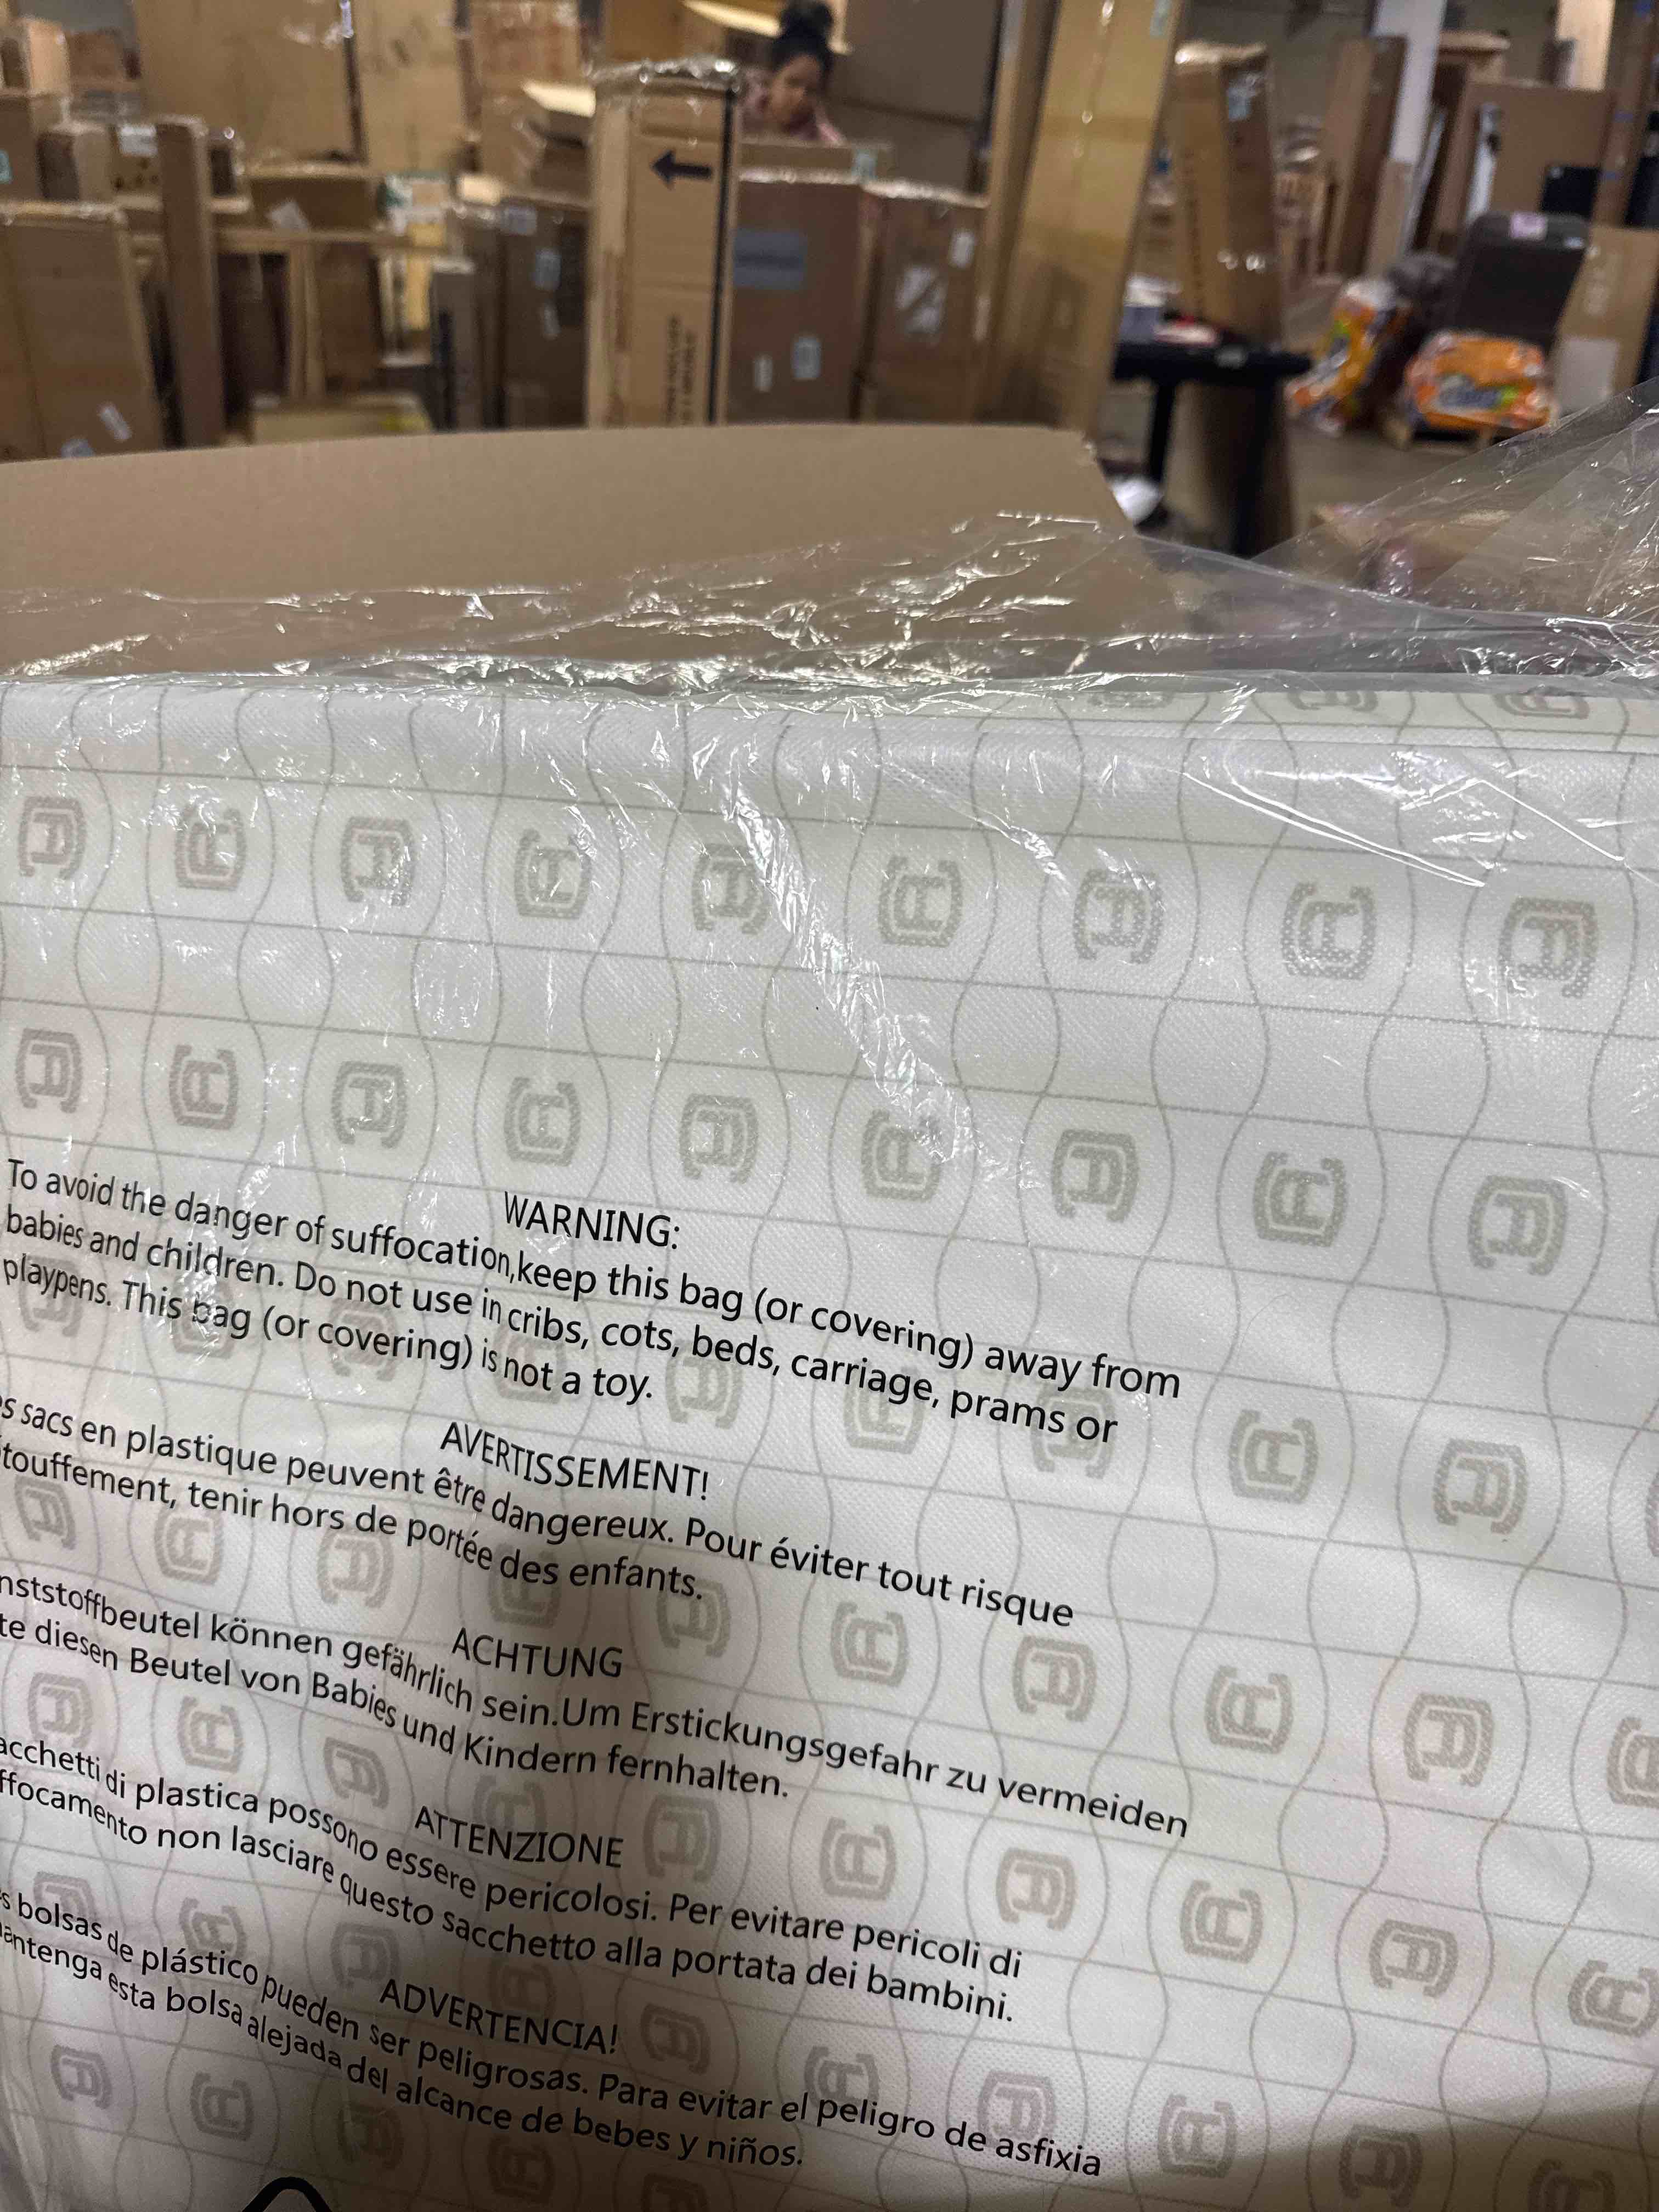 WARNING:
To avoid the danger of suffocation,keep this bag (or covering) away from
babies and children. Do not use in cribs, cots, beds, carriage, prams or
playpens. This bag (or covering) is not a toy.
AVERTISSEMENT!
s sacs en plastique peuvent être dangereux. Pour éviter tout risque
touffement, tenir hors de portée des enfants.
ACHTUNG
nststoffbeutel können gefährlich sein.Um Erstickungsgefahr zu vermeiden
te diesen Beutel von Babies und Kindern fernhalten.
ATTENZIONE
acchetti di plastica possono essere pericolosi. Per evitare pericoli di
ffocamento non lasciare questo sacchetto alla portata dei bambini.
ADVERTENCIA!
s bolsas de plástico pueden ser peligrosas. Para evitar el peligro de asfixia
antenga esta bolsa alejada del alcance de bebes y niños.